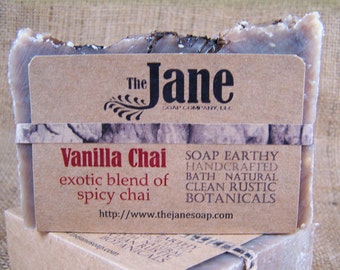 The Jane
SOAP COMPANY, LLC
Vanilla Chai
exotic blend of
spicy chai
SOAP EARTHY
HANDCRAFTED
BATH NATURAL
CLEAN RUSTIC
BOTANICALS
http://www.thejanesoap.com
BOTANICALS